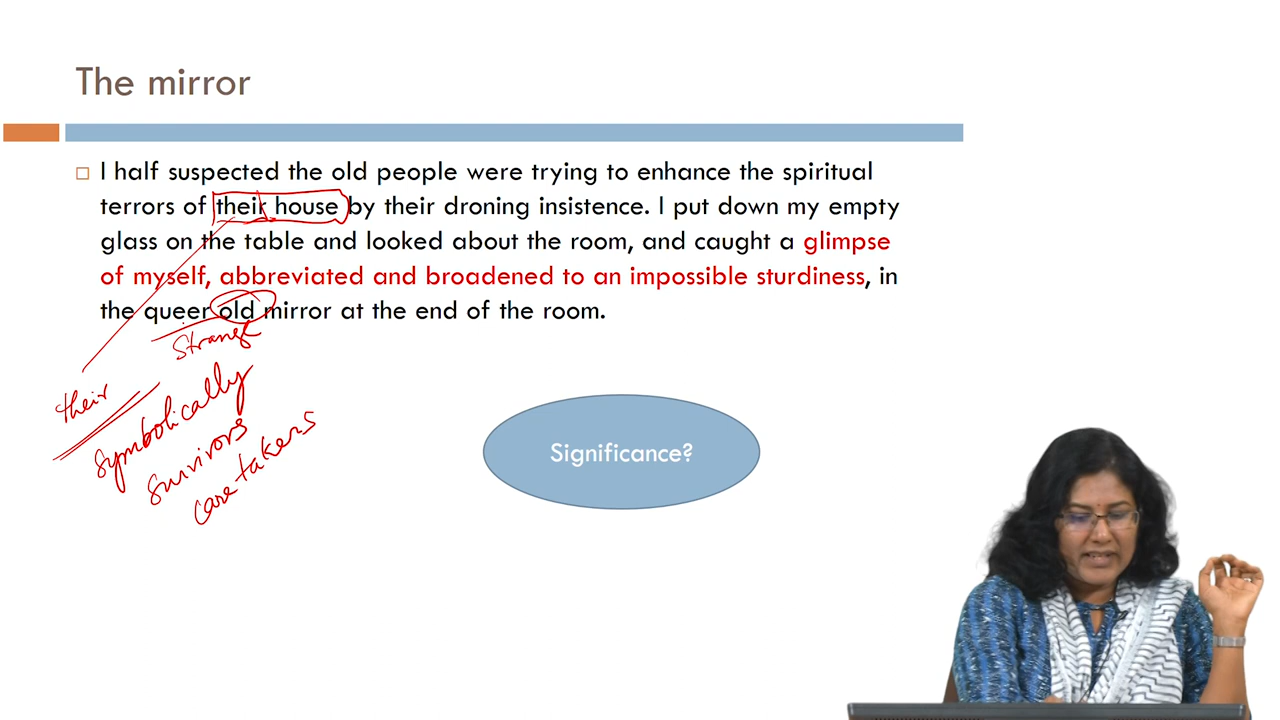 The mirror
I half suspected the old people were trying to enhance the spiritual
terrors of their house by their droning insistence. I put down my empty
glass on the table and looked about the room, and caught a glimpse
of myself, abbreviated and broadened to an impossible sturdiness, in
the queer old mirror at the end of the room.
strange
their
symbolically
survivors
caretakers
Significance?